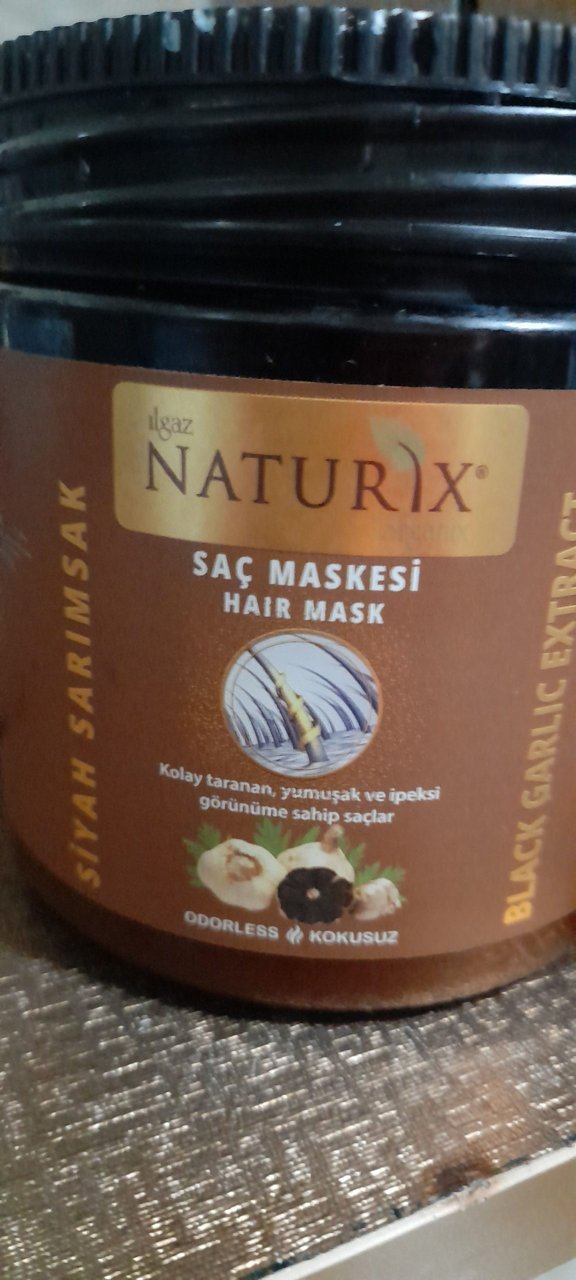 ılgaz
NATURIX®
SAÇ MASKESİ
HAIR MASK
Kolay taranan, yumuşak ve ipeksi
görünüme sahip saçlar
ODORLESS KOKUSUZ
SİYAH SARIMSAK
BLACK GARLIC EXTRACT